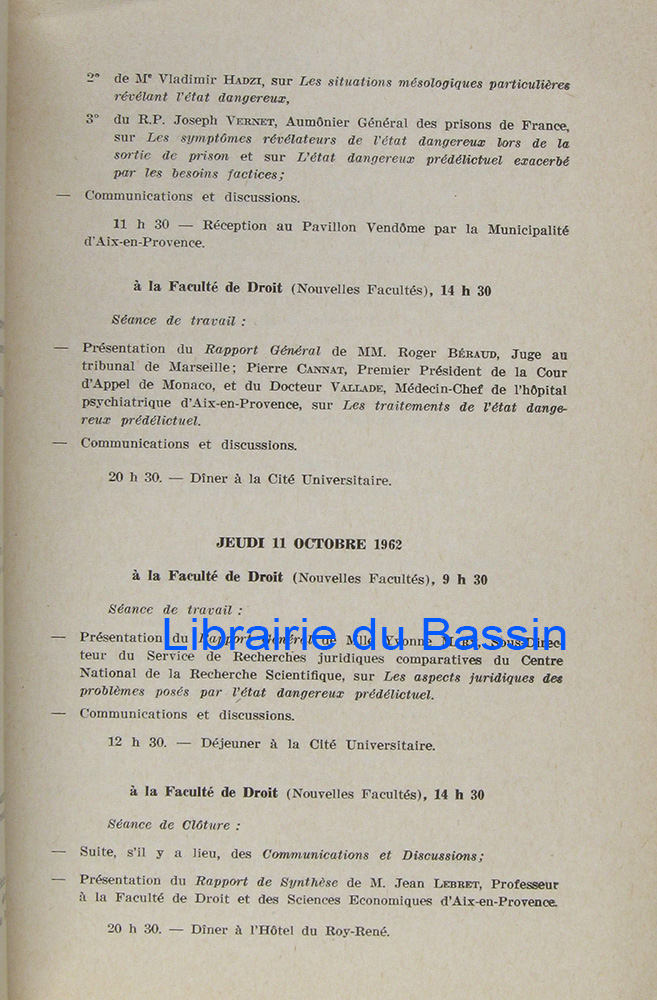 2° de Me Vladimir HADZI, sur Les situations mésologiques particulières
révélant l'état dangereux,
3° du R.P. Joseph VERNET, Aumônier Général des prisons de France,
sur Les symptômes révélateurs de l'état dangereux lors de la
sortie de prison et sur L'état dangereux prédélictuel exacerbé
par les besoins factices;
— Communications et discussions.
11 h 30 — Réception au Pavillon Vendôme par la Municipalité
d'Aix-en-Provence.
à la Faculté de Droit (Nouvelles Facultés), 14 h 30
Séance de travail :
— Présentation du Rapport Général de MM. Roger BÉRAUD, Juge au
tribunal de Marseille; Pierre CANNAT, Premier Président de la Cour
d'Appel de Monaco, et du Docteur VALLADE, Médecin-Chef de l'hôpital
psychiatrique d'Aix-en-Provence, sur Les traitements de l'état dange-
reux prédélictuel.
— Communications et discussions.
20 h 30. — Dîner à la Cité Universitaire.
JEUDI 11 OCTOBRE 1962
à la Faculté de Droit (Nouvelles Facultés), 9 h 30
Séance de travail :
— Présentation du Rapport Général de Mlle Yvonne Sous-Direc-
Librairie du Bassin
teur du Service de Recherches juridiques comparatives du Centre
National de la Recherche Scientifique, sur Les aspects juridiques des
problèmes posés par l'état dangereux prédélictuel.
— Communications et discussions.
12 h 30. — Déjeuner à la Cité Universitaire.
à la Faculté de Droit (Nouvelles Facultés), 14 h 30
Séance de Clôture :
— Suite, s'il y a lieu, des Communications et Discussions;
— Présentation du Rapport de Synthèse de M. Jean LEBRET, Professeur
à la Faculté de Droit et des Sciences Economiques d'Aix-en-Provence.
20 h 30. — Dîner à l'Hôtel du Roy-René.